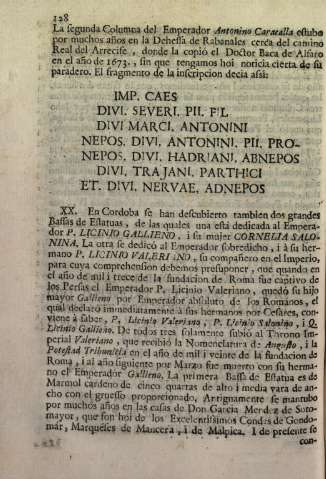 128
La segunda Columna del Emperador Antonino Caracalla estubo
por muchos años en la Dehessa de Rabanales cerca del camino
Real del Arrecife, donde la copiò el Doctor Baca de Alfaro
en el año de 1673., sin que tengamos hoi noticia cierta de su
paradero. El fragmento de la inscripcion decia assi:
IMP. CAES
DIVI. SEVERI. PII. FIL
DIVI MARCI. ANTONINI
NEPOS. DIVI. ANTONINI. PII. PRO-
NEPOS. DIVI. HADRIANI. ABNEPOS
DIVI. TRAJANI. PARTHICI
ET. DIVI. NERVAE. ADNEPOS
XX. En Cordoba se han descubierto tambien dos grandes
Bassas de Estatuas, de las quales una està dedicada al Empera-
dor P. LICINIO GALLIENO, i su mujer CORNELIA SALO-
NINA. La otra se dedicò al Emperador sobredicho, i à su her-
mano P. LICINIO VALERIANO, su compañero en el Imperio,
para cuya comprehension debemos presuponer, que quando en
el año de mil i trece de la fundacion de Roma fue captivo de
los Persas el Emperador P. Licinio Valeriano, quedò su hijo
mayor Gallieno por Emperador absoluto de los Romanos, el
qual declarò immediatamente à sus hermanos por Cesares, con-
viene à saber, P. Licinio Valeriano, P. Licinio Salonino, i Q.
Licinio Gallieno. De todos tres solamente subiò al Throno Im-
perial Valeriano, que recibiò la Nomenclatura de Augusto, i la
Potestad Tribunicia en el año de mil i veinte de la fundacion de
Roma, i al año siguiente por Marzo fue muerto con su herma-
no el Emperador Gallieno. La primera Bassa de Estatua es de
Marmol cardeno de cinco quartas de alto i media vara de an-
cho con el gruesso proporcionado. Antiguamente se mantubo
por muchos años en las casas de Don Garcia Mendez de Soto-
mayor, que son hoi de los Excelentissimos Condes de Gondo-
mar, Marqueses de Mancera, i de Malpica. I de presente se
con-